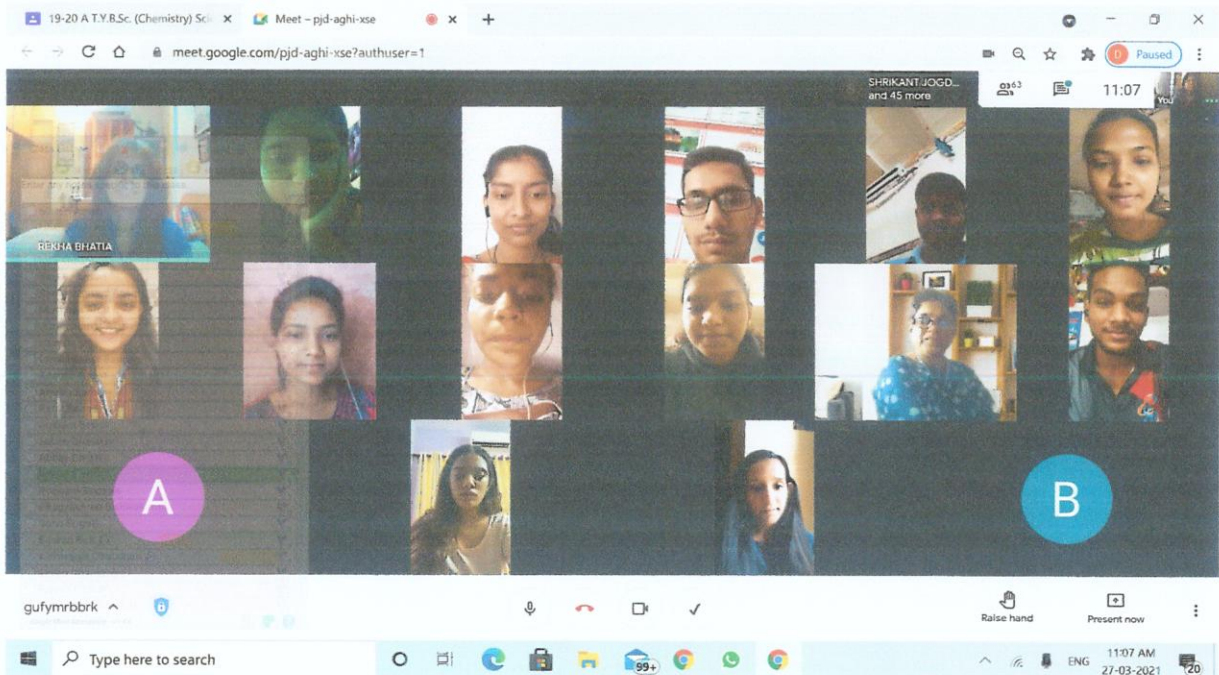 19-20 A T.Y.B.Sc. (Chemistry) Sci
Meet – pjd-aghi-xse
meet.google.com/pjd-aghi-xse?authuser=1
D Paused
SHRIKANT JOGD...
and 45 more
63
11:07
You
REKHA BHATIA
A
B
gufymrbbrk
Raise hand
Present now
Type here to search
99+
ENG
11:07 AM
27-03-2021
20